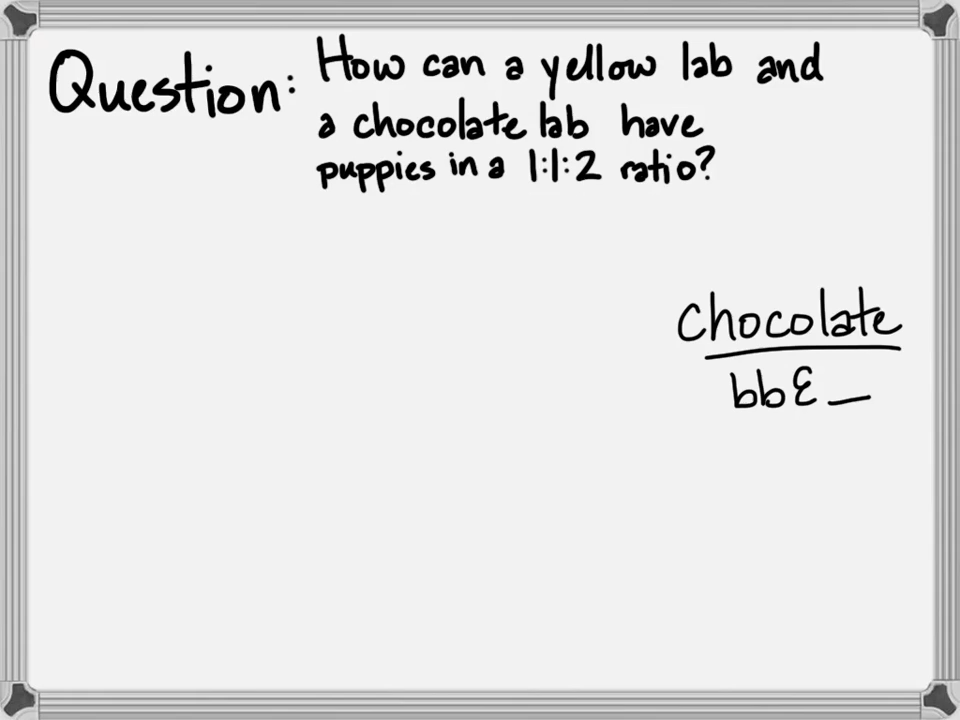 Question: How can a yellow lab and
a chocolate lab have
puppies in a 1:1:2 ratio?
chocolate
bbE_